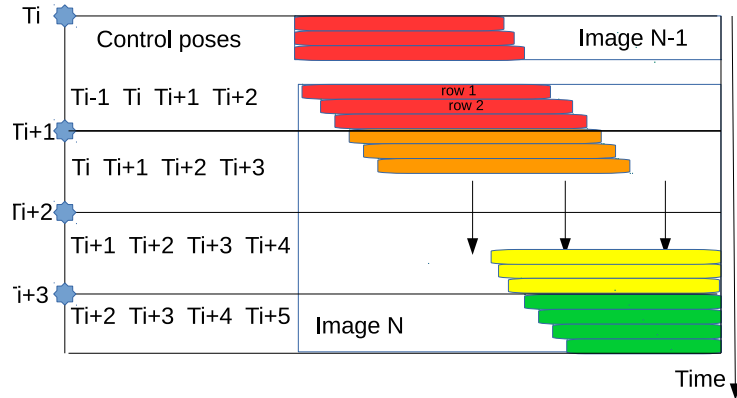 Ti
Control poses
Image N-1
Ti-1 Ti Ti+1 Ti+2
row 1
row 2
Ti+1
Ti Ti+1 Ti+2 Ti+3
Ti+2
Ti+1 Ti+2 Ti+3 Ti+4
Ti+3
Ti+2 Ti+3 Ti+4 Ti+5
Image N
Time